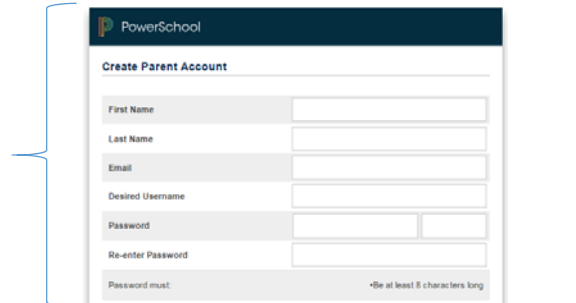 PowerSchool
Create Parent Account
First Name
Last Name
Email
Desired Username
Password
Re-enter Password
Password must: •Be at least 8 characters long